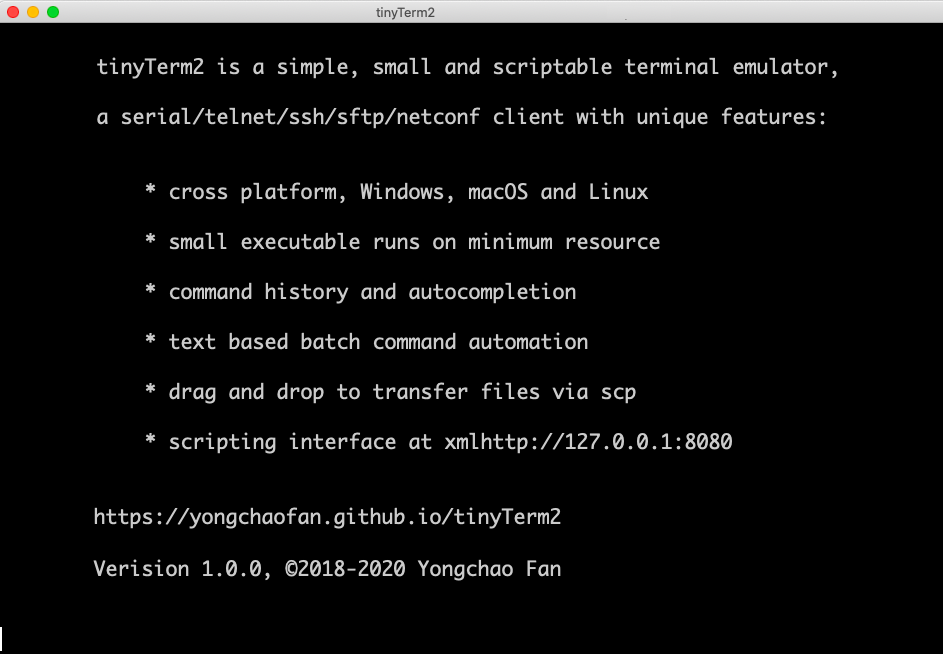 tinyTerm2
tinyTerm2 is a simple, small and scriptable terminal emulator,
a serial/telnet/ssh/sftp/netconf client with unique features:
* cross platform, Windows, macOS and Linux
* small executable runs on minimum resource
* command history and autocompletion
* text based batch command automation
* drag and drop to transfer files via scp
* scripting interface at xmlhttp://127.0.0.1:8080
https://yongchaofan.github.io/tinyTerm2
Verision 1.0.0, ©2018-2020 Yongchao Fan